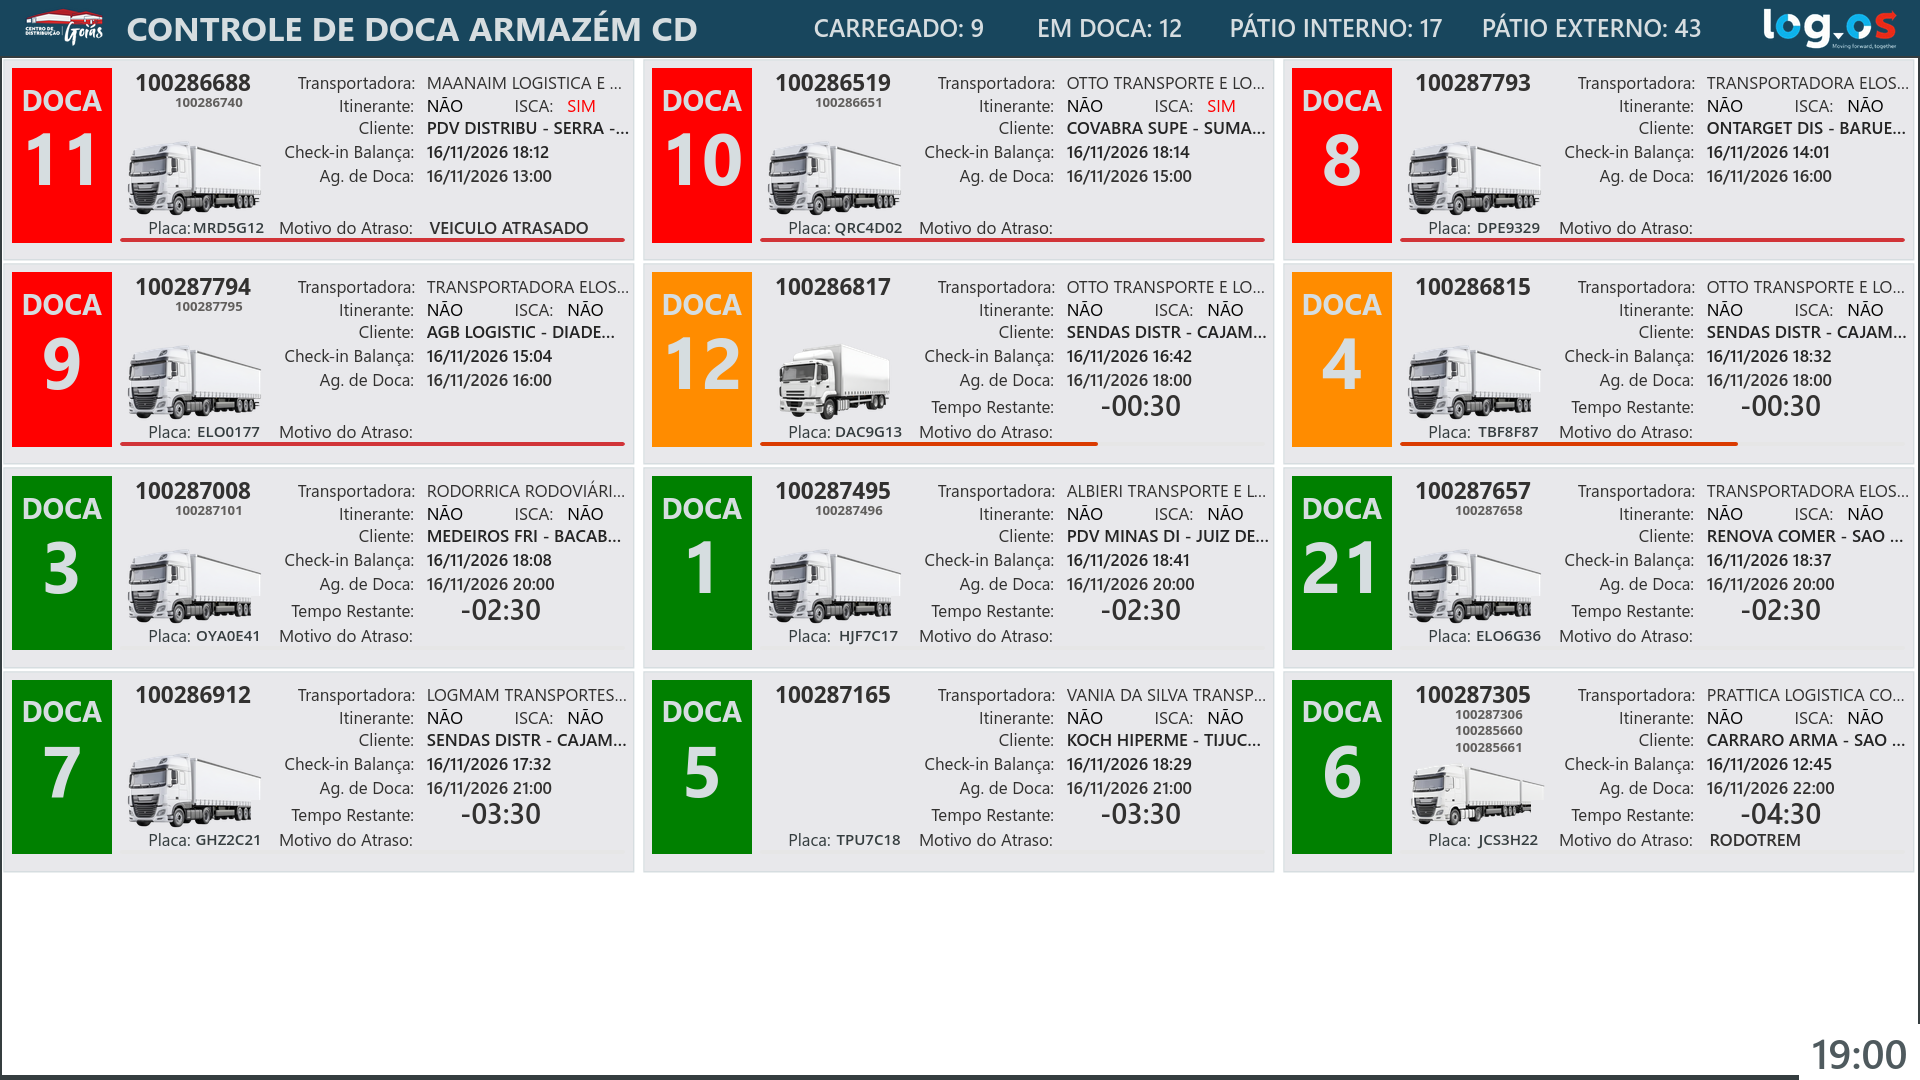 CENTRO DE DISTRIBUIÇÃO Goiás
CONTROLE DE DOCA ARMAZÉM CD
CARREGADO: 9
EM DOCA: 12
PÁTIO INTERNO: 17
PÁTIO EXTERNO: 43
log.os
Moving forward, together
DOCA
11
100286688
100286740
Transportadora: MAANAIM LOGISTICA E ...
Itinerante: NÃO ISCA: SIM
Cliente: PDV DISTRIBU - SERRA -...
Check-in Balança: 16/11/2026 18:12
Ag. de Doca: 16/11/2026 13:00
Placa: MRD5G12 Motivo do Atraso: VEICULO ATRASADO
DOCA
10
100286519
100286651
Transportadora: OTTO TRANSPORTE E LO...
Itinerante: NÃO ISCA: SIM
Cliente: COVABRA SUPE - SUMA...
Check-in Balança: 16/11/2026 18:14
Ag. de Doca: 16/11/2026 15:00
Placa: QRC4D02 Motivo do Atraso:
DOCA
8
100287793
Transportadora: TRANSPORTADORA ELOS...
Itinerante: NÃO ISCA: NÃO
Cliente: ONTARGET DIS - BARUE...
Check-in Balança: 16/11/2026 14:01
Ag. de Doca: 16/11/2026 16:00
Placa: DPE9329 Motivo do Atraso:
DOCA
9
100287794
100287795
Transportadora: TRANSPORTADORA ELOS...
Itinerante: NÃO ISCA: NÃO
Cliente: AGB LOGISTIC - DIADE...
Check-in Balança: 16/11/2026 15:04
Ag. de Doca: 16/11/2026 16:00
Placa: ELO0177 Motivo do Atraso:
DOCA
12
100286817
Transportadora: OTTO TRANSPORTE E LO...
Itinerante: NÃO ISCA: NÃO
Cliente: SENDAS DISTR - CAJAM...
Check-in Balança: 16/11/2026 16:42
Ag. de Doca: 16/11/2026 18:00
Tempo Restante: -00:30
Placa: DAC9G13 Motivo do Atraso:
DOCA
4
100286815
Transportadora: OTTO TRANSPORTE E LO...
Itinerante: NÃO ISCA: NÃO
Cliente: SENDAS DISTR - CAJAM...
Check-in Balança: 16/11/2026 18:32
Ag. de Doca: 16/11/2026 18:00
Tempo Restante: -00:30
Placa: TBF8F87 Motivo do Atraso:
DOCA
3
100287008
100287101
Transportadora: RODORRICA RODOVIÁRI...
Itinerante: NÃO ISCA: NÃO
Cliente: MEDEIROS FRI - BACAB...
Check-in Balança: 16/11/2026 18:08
Ag. de Doca: 16/11/2026 20:00
Tempo Restante: -02:30
Placa: OYA0E41 Motivo do Atraso:
DOCA
1
100287495
100287496
Transportadora: ALBIERI TRANSPORTE E L...
Itinerante: NÃO ISCA: NÃO
Cliente: PDV MINAS DI - JUIZ DE...
Check-in Balança: 16/11/2026 18:41
Ag. de Doca: 16/11/2026 20:00
Tempo Restante: -02:30
Placa: HJF7C17 Motivo do Atraso:
DOCA
21
100287657
100287658
Transportadora: TRANSPORTADORA ELOS...
Itinerante: NÃO ISCA: NÃO
Cliente: RENOVA COMER - SAO ...
Check-in Balança: 16/11/2026 18:37
Ag. de Doca: 16/11/2026 20:00
Tempo Restante: -02:30
Placa: ELO6G36 Motivo do Atraso:
DOCA
7
100286912
Transportadora: LOGMAM TRANSPORTES...
Itinerante: NÃO ISCA: NÃO
Cliente: SENDAS DISTR - CAJAM...
Check-in Balança: 16/11/2026 17:32
Ag. de Doca: 16/11/2026 21:00
Tempo Restante: -03:30
Placa: GHZ2C21 Motivo do Atraso:
DOCA
5
100287165
Transportadora: VANIA DA SILVA TRANSP...
Itinerante: NÃO ISCA: NÃO
Cliente: KOCH HIPERME - TIJUC...
Check-in Balança: 16/11/2026 18:29
Ag. de Doca: 16/11/2026 21:00
Tempo Restante: -03:30
Placa: TPU7C18 Motivo do Atraso:
DOCA
6
100287305
100287306
100285660
100285661
Transportadora: PRATTICA LOGISTICA CO...
Itinerante: NÃO ISCA: NÃO
Cliente: CARRARO ARMA - SAO ...
Check-in Balança: 16/11/2026 12:45
Ag. de Doca: 16/11/2026 22:00
Tempo Restante: -04:30
Placa: JCS3H22 Motivo do Atraso: RODOTREM
19:00